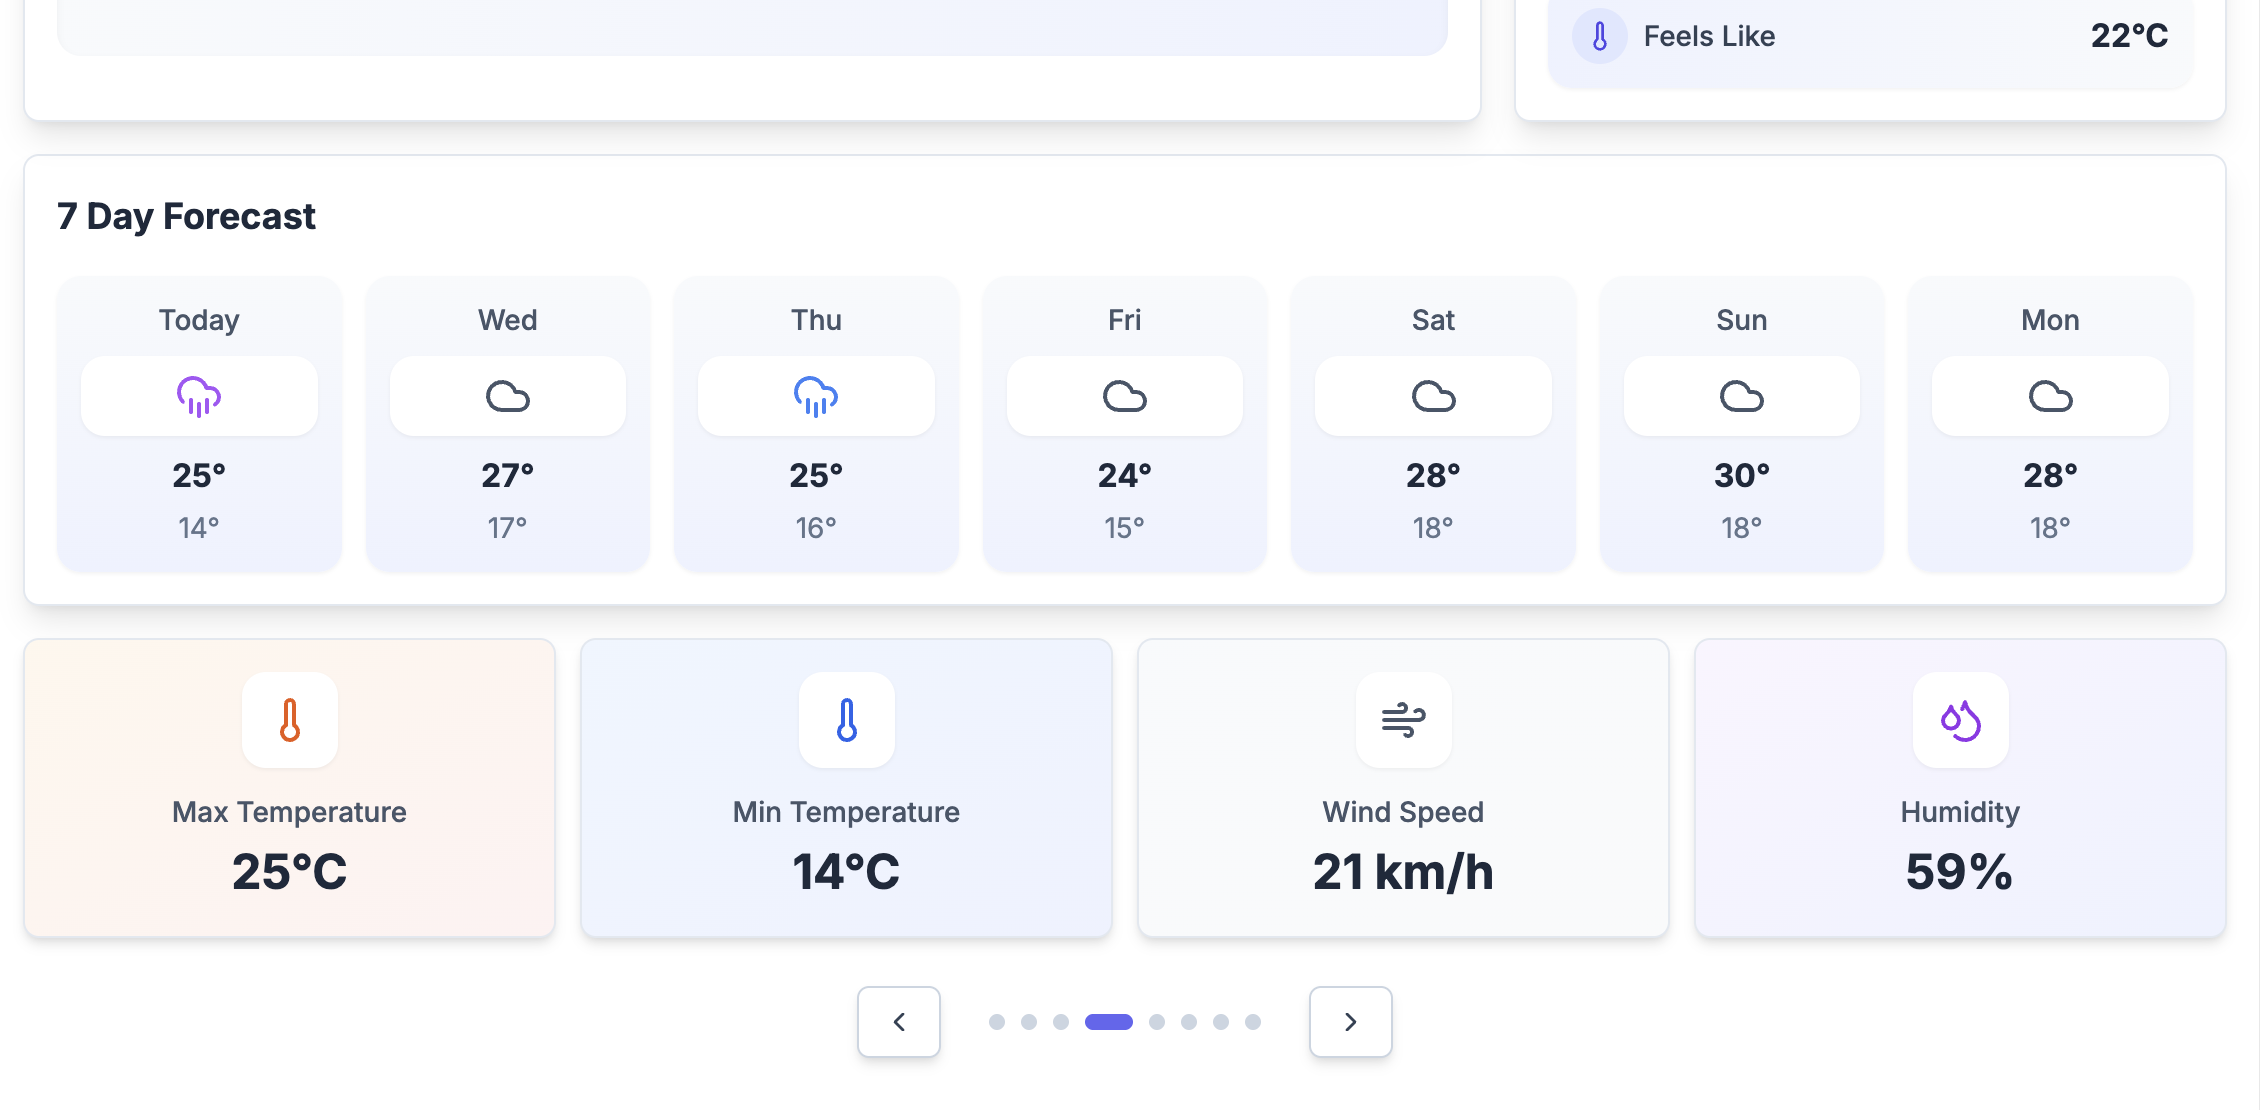 Feels Like 22°C
7 Day Forecast
Today Wed Thu Fri Sat Sun Mon
25° 27° 25° 24° 28° 30° 28°
14° 17° 16° 15° 18° 18° 18°
Max Temperature Min Temperature Wind Speed Humidity
25°C 14°C 21 km/h 59%